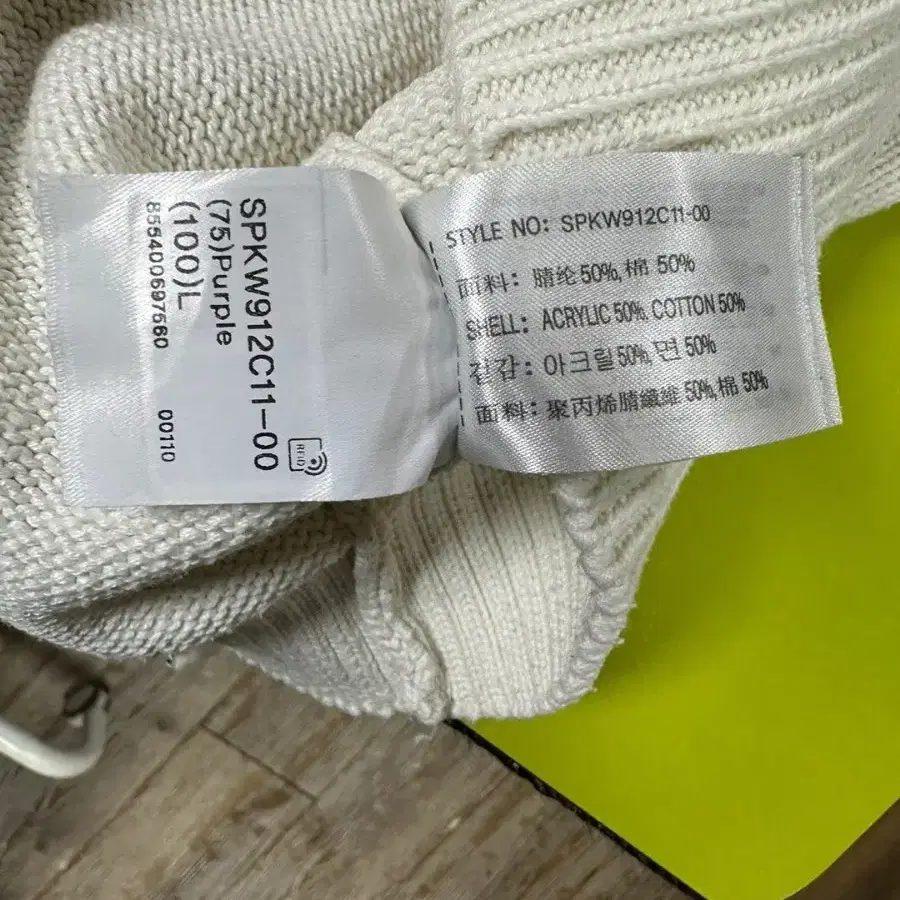 SPKW912C11-00
(75)Purple
(100)L
855400697560 00110
RFID
STYLE NO: SPKW912C11-00
面料: 腈纶 50%, 棉 50%
SHELL: ACRYLIC 50%, COTTON 50%
겉감: 아크릴 50%, 면 50%
面料: 聚丙烯腈纖維 50%, 棉 50%